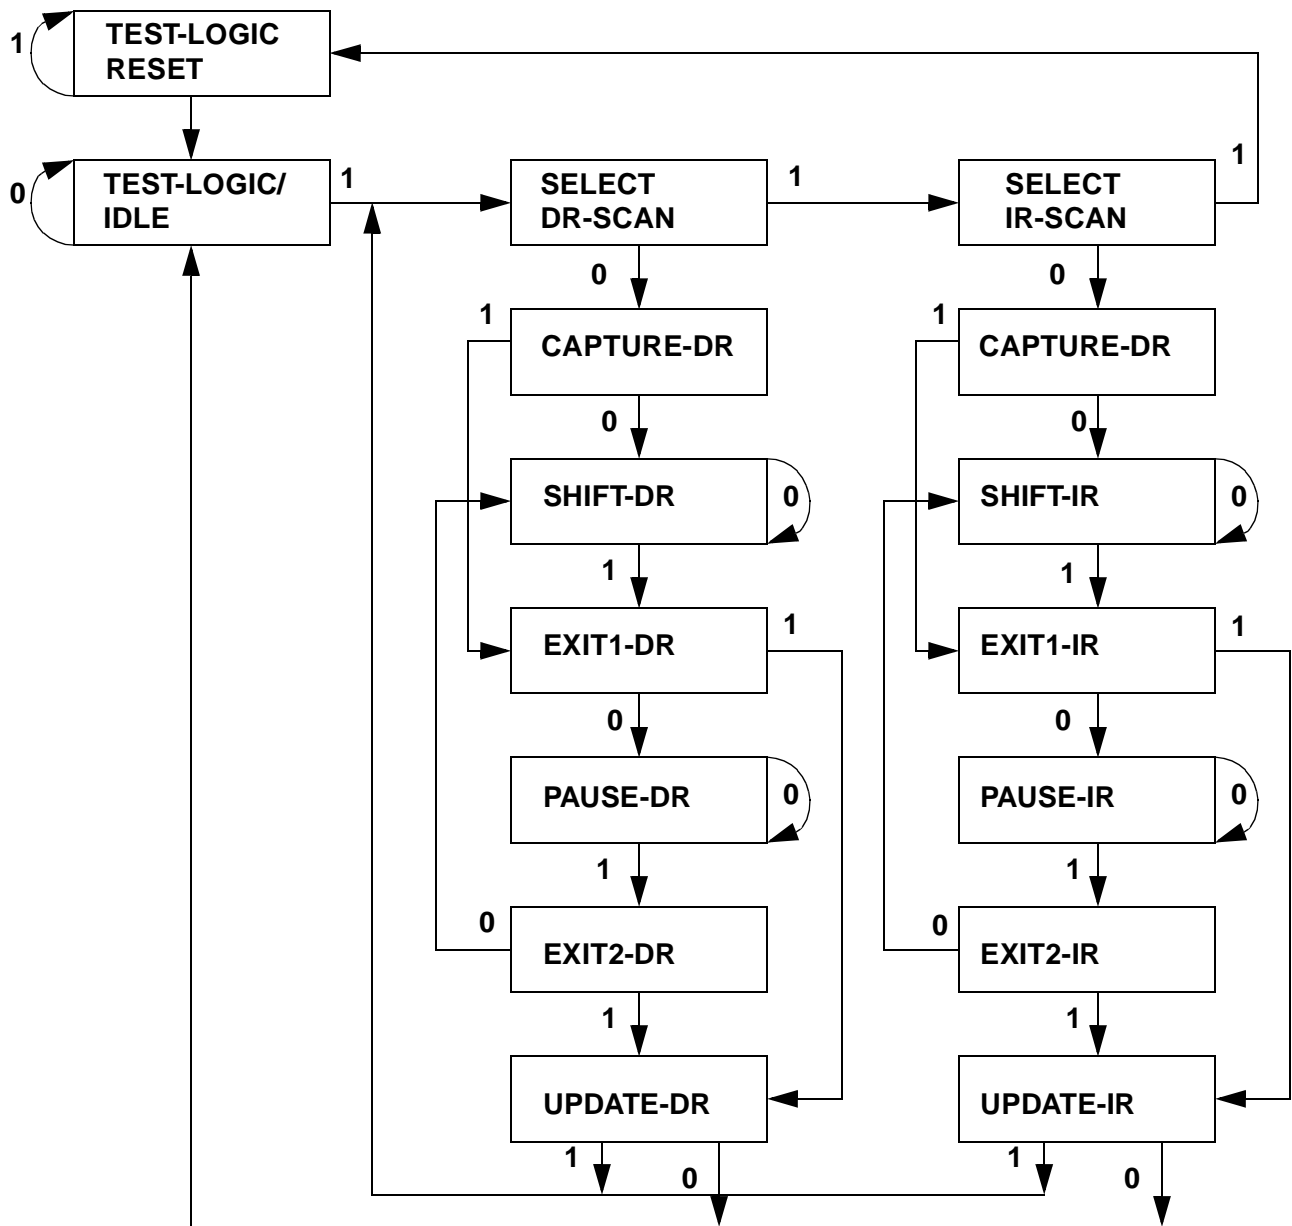 1
TEST-LOGIC
RESET
0
TEST-LOGIC/
IDLE
1
SELECT
DR-SCAN
1
SELECT
IR-SCAN
1
0
0
1
CAPTURE-DR
1
CAPTURE-DR
0
0
SHIFT-DR
0
SHIFT-IR
0
1
1
EXIT1-DR
1
EXIT1-IR
1
0
0
PAUSE-DR
0
PAUSE-IR
0
1
1
0
EXIT2-DR
0
EXIT2-IR
1
1
UPDATE-DR
UPDATE-IR
1
0
1
0